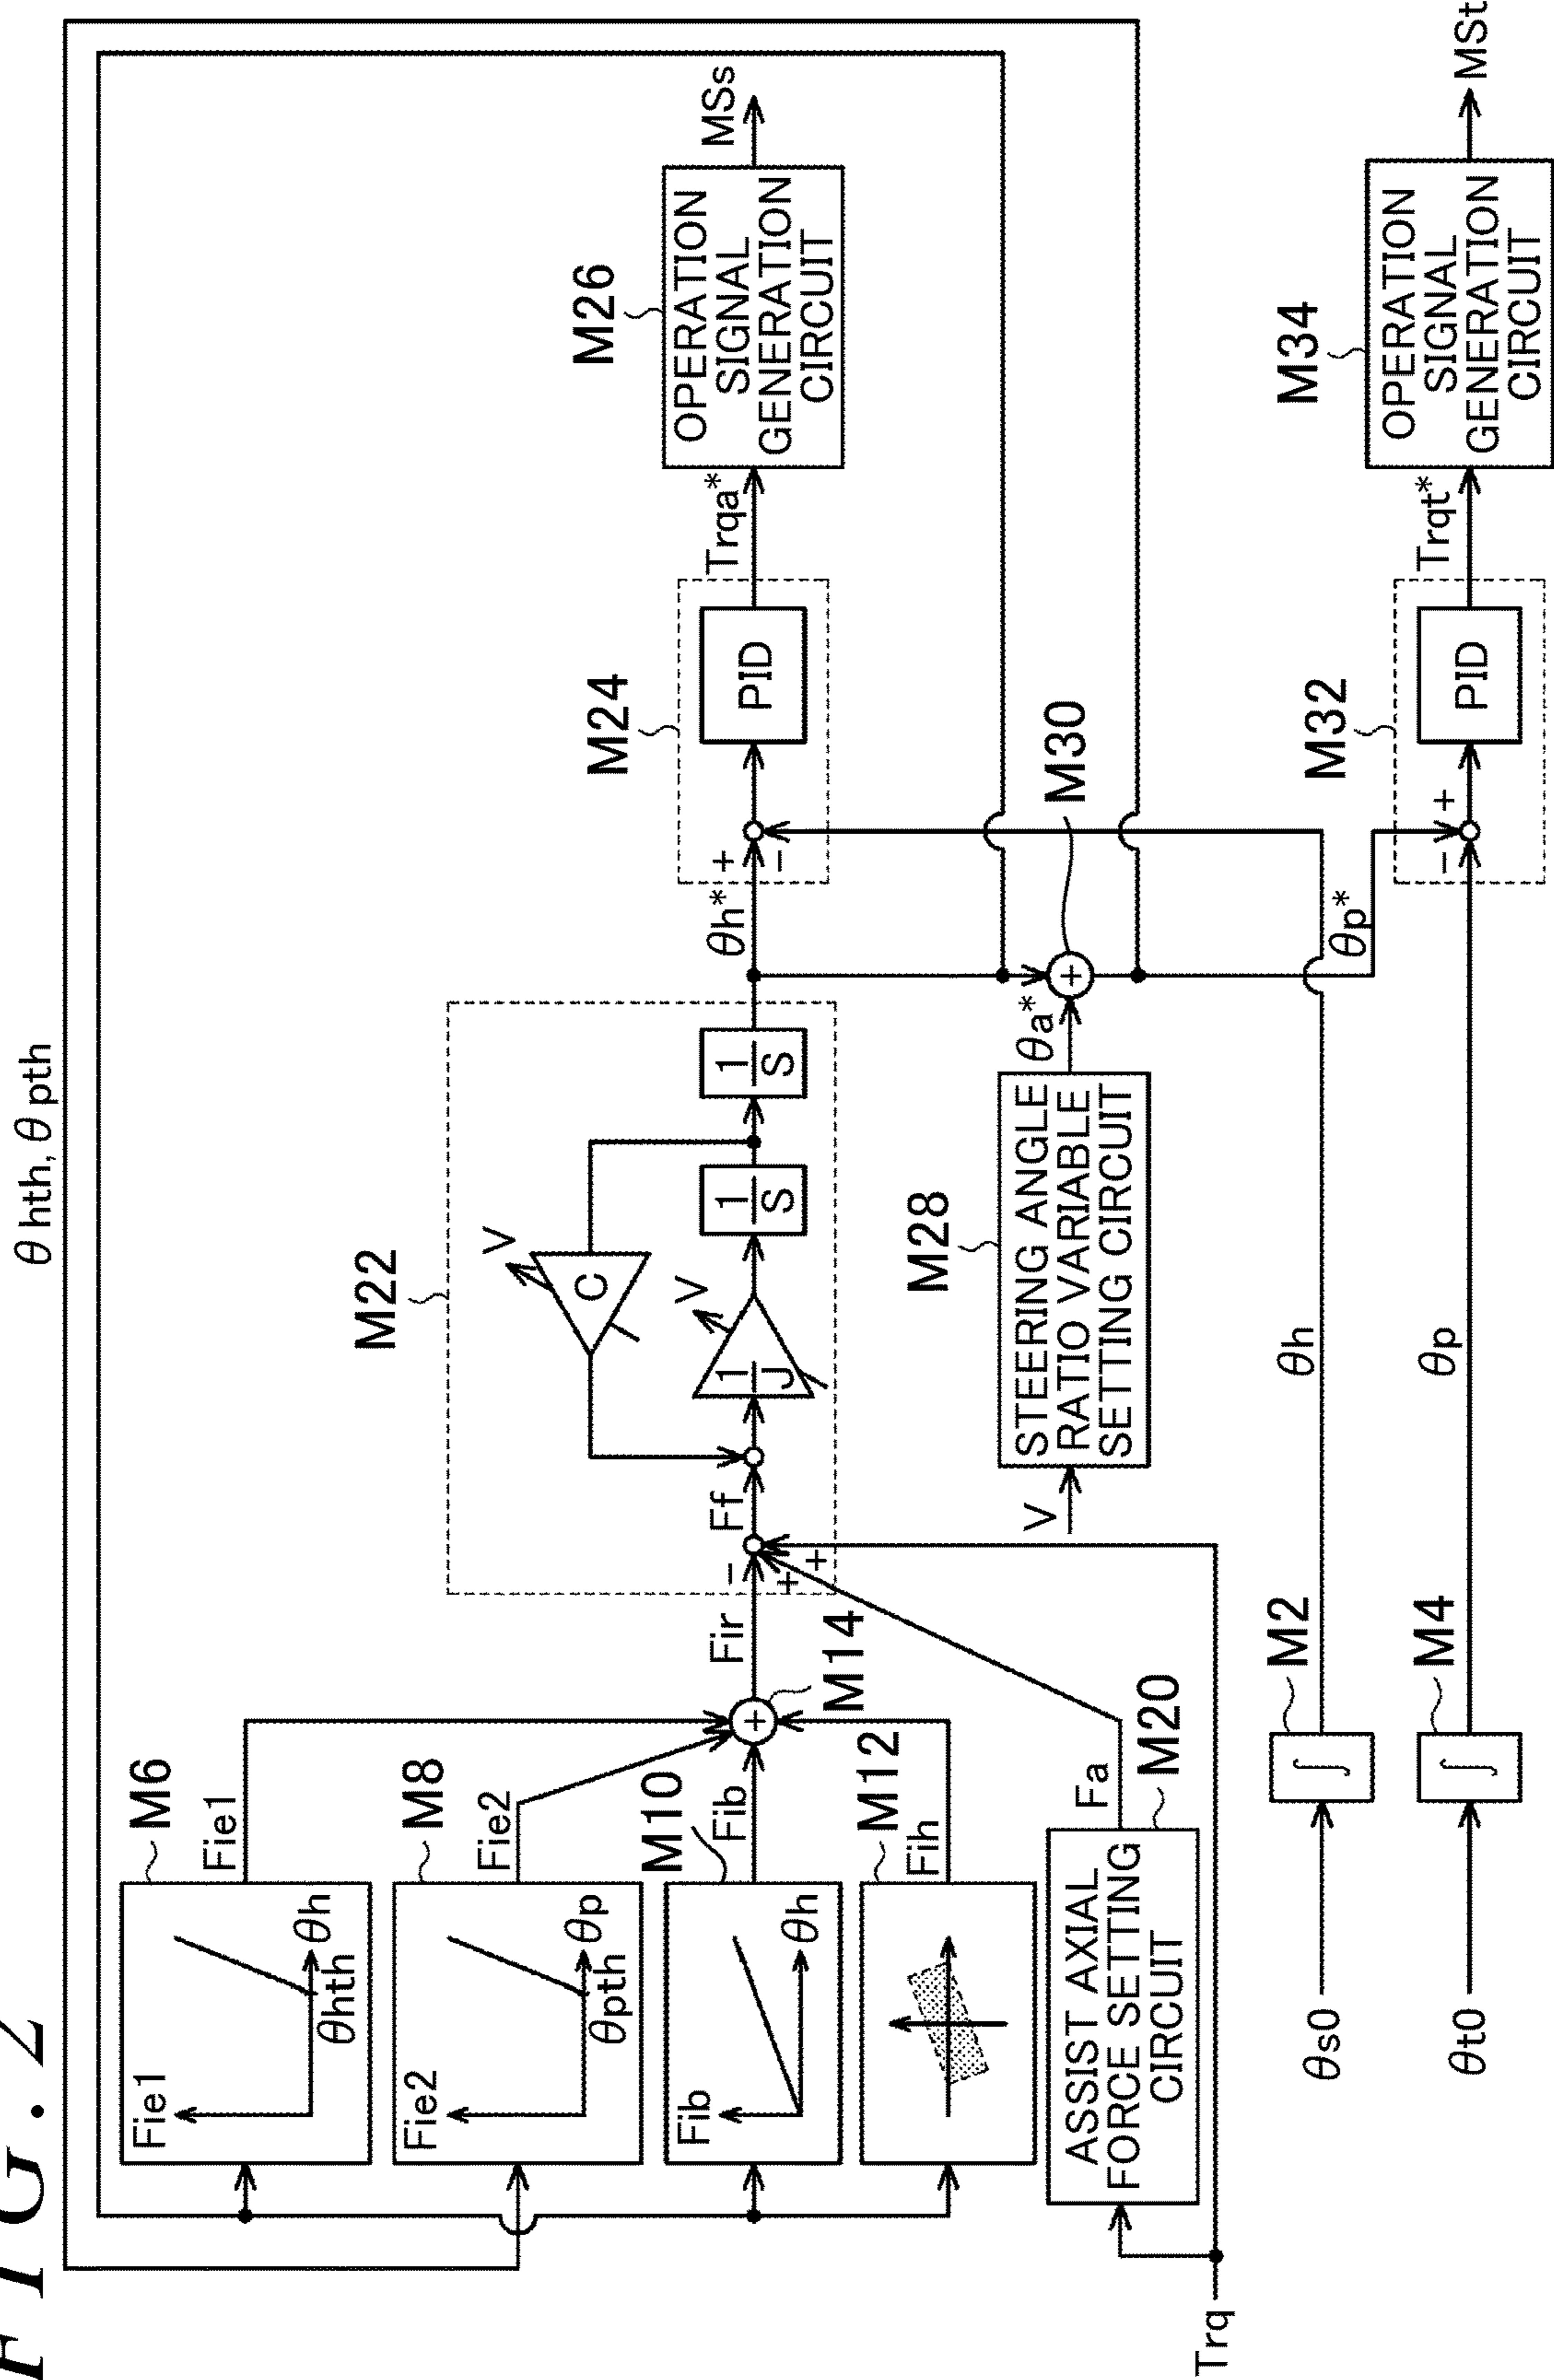 FIG. 2
θhth, θpth
M6
Fie1
θh
θhth
Fie1
M8
Fie2
θp
θpth
Fie2
M10
Fib
θh
Fib
M12
Fih
M14
Fir
ASSIST AXIAL
FORCE SETTING
CIRCUIT
M20
Fa
Trq
M22
-
+
+
Ff
C
V
1
J
V
1
S
1
S
θh*
M24
+
-
PID
Trqa*
M26
OPERATION
SIGNAL
GENERATION
CIRCUIT
MSs
M28
V
STEERING ANGLE
RATIO VARIABLE
SETTING CIRCUIT
θa*
+
M30
θp*
θs0
∫
M2
θh
θt0
∫
M4
θp
M32
-
+
PID
Trqt*
M34
OPERATION
SIGNAL
GENERATION
CIRCUIT
MSt
+